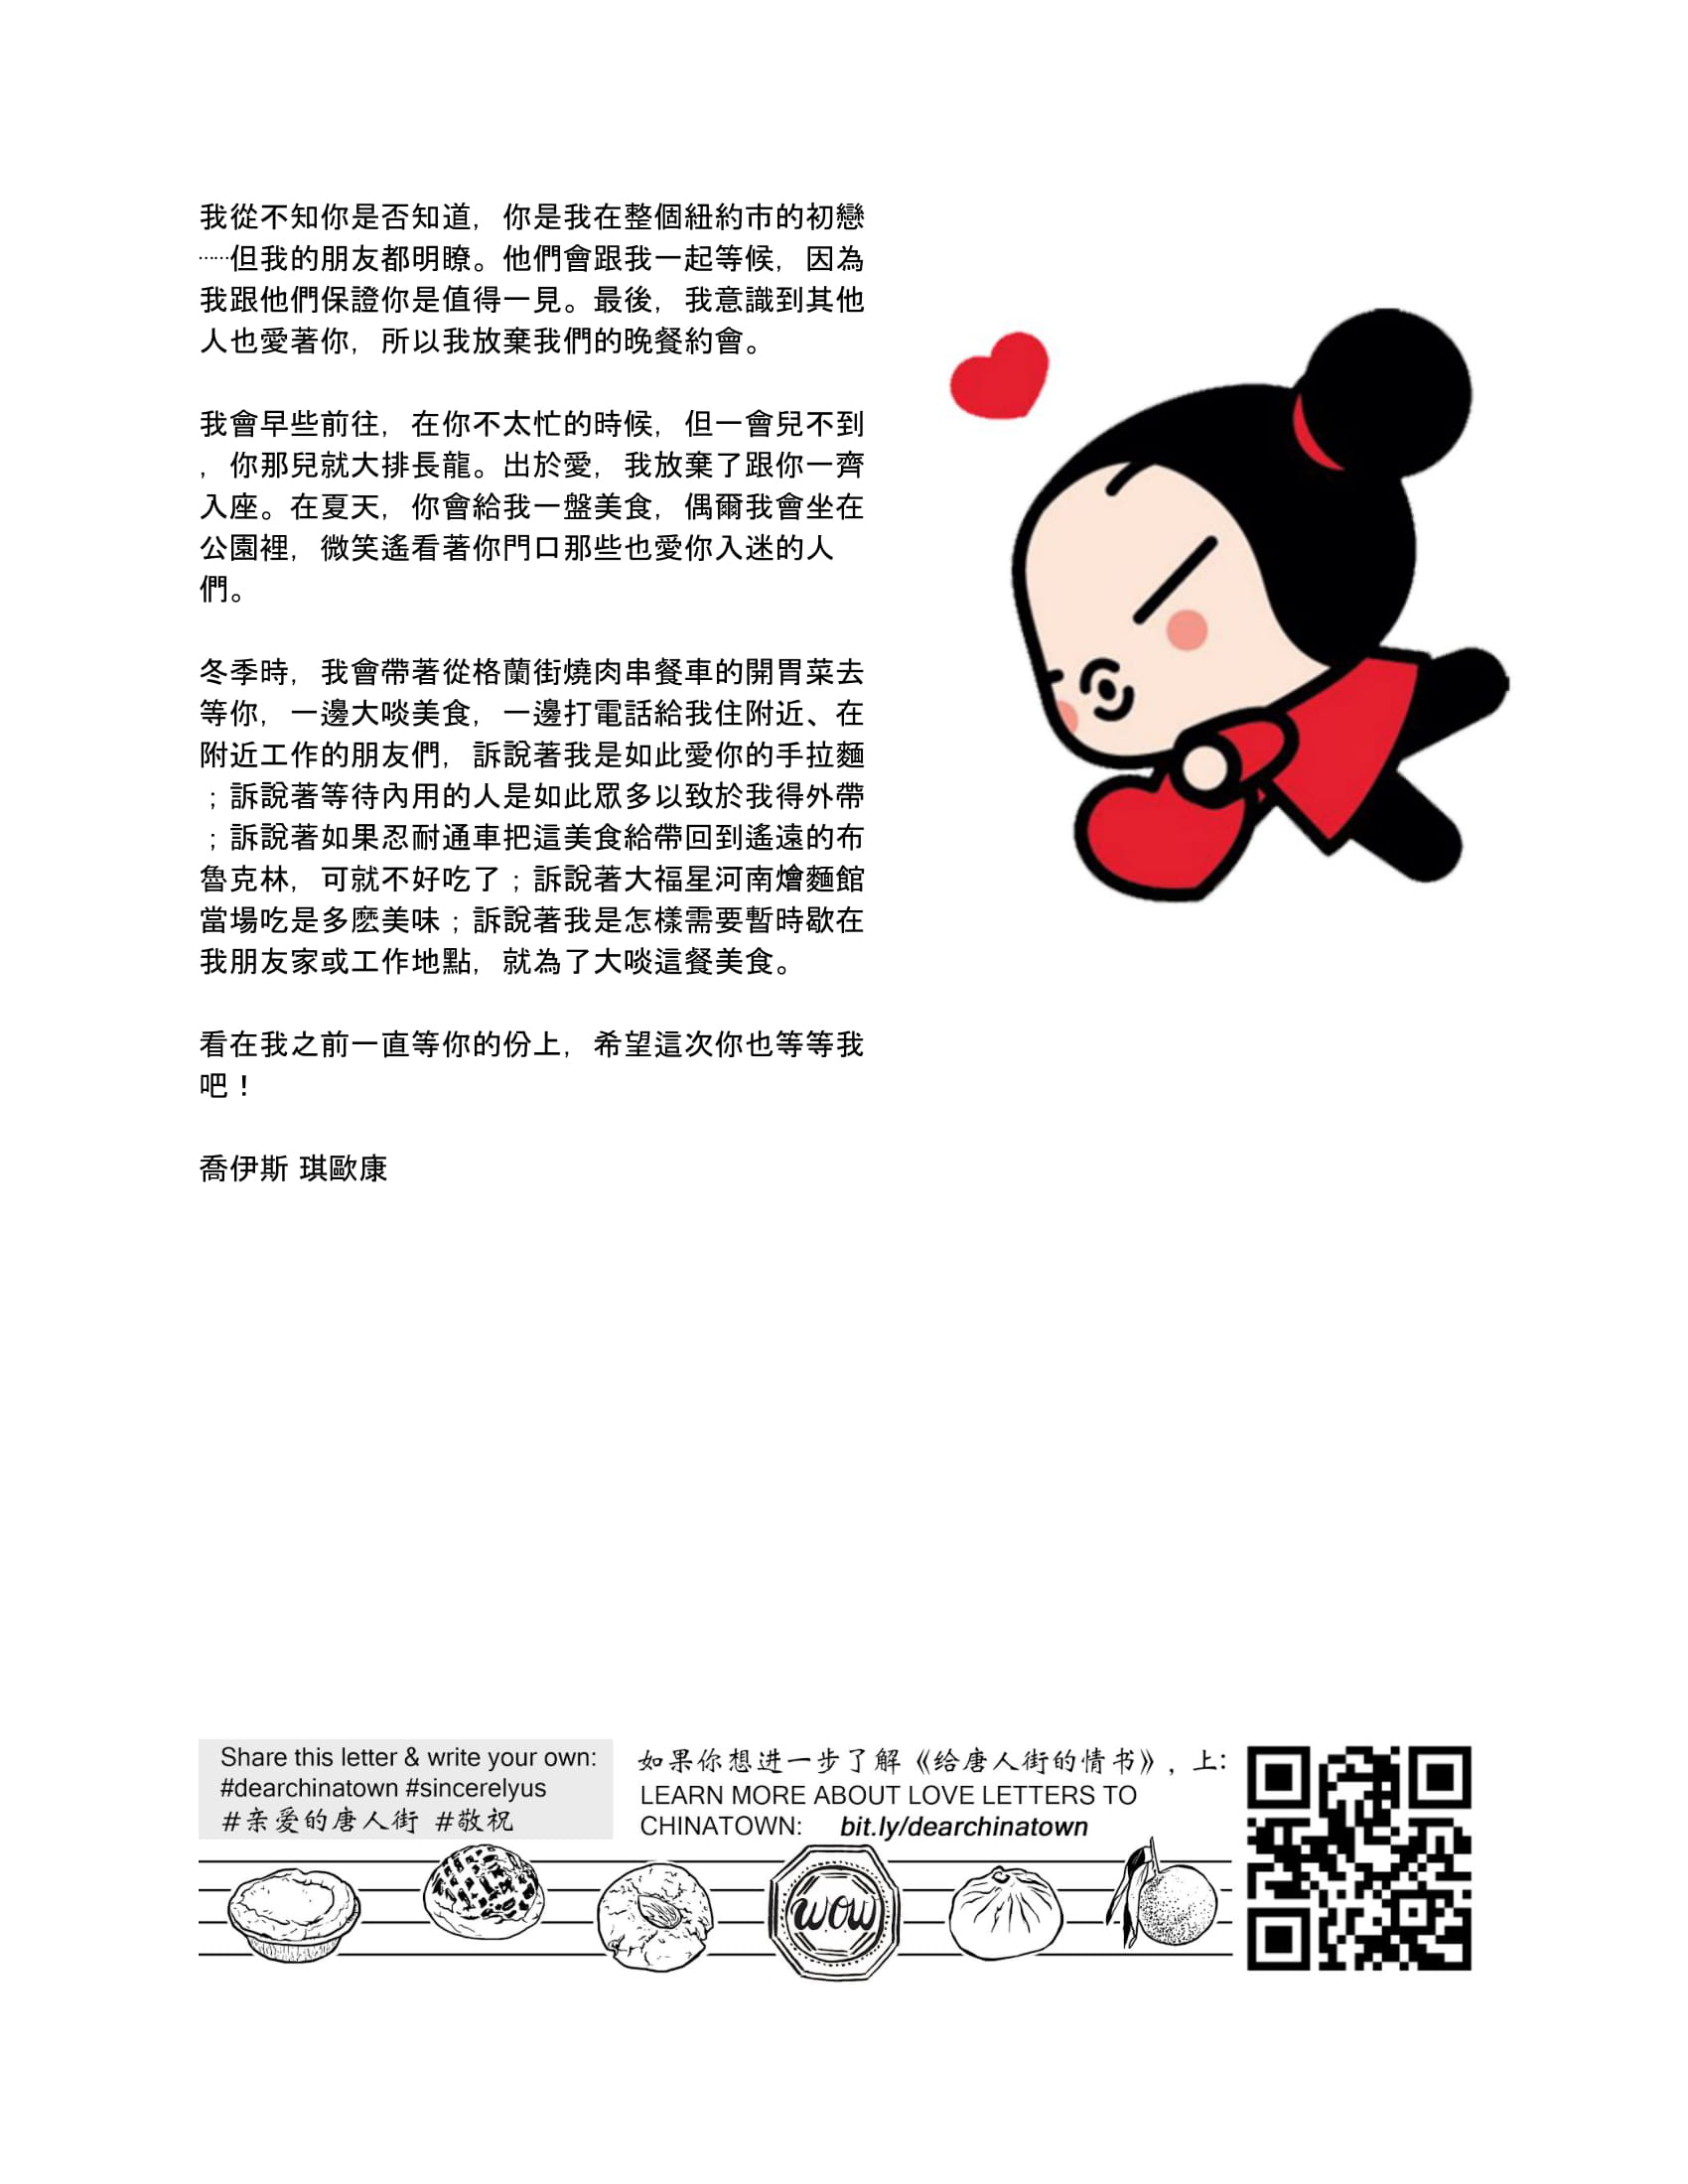 我從不知你是否知道，你是我在整個紐約市的初戀
……但我的朋友都明瞭。他們會跟我一起等候，因為
我跟他們保證你是值得一見。最後，我意識到其他
人也愛著你，所以我放棄我們的晚餐約會。
我會早些前往，在你不太忙的時候，但一會兒不到
，你那兒就大排長龍。出於愛，我放棄了跟你一齊
入座。在夏天，你會給我一盤美食，偶爾我會坐在
公園裡，微笑遙看著你門口那些也愛你入迷的人
們。
冬季時，我會帶著從格蘭街燒肉串餐車的開胃菜去
等你，一邊大啖美食，一邊打電話給我住附近、在
附近工作的朋友們，訴說著我是如此愛你的手拉麵
；訴說著等待內用的人是如此眾多以致於我得外帶
；訴說著如果忍耐通車把這美食給帶回到遙遠的布
魯克林，可就不好吃了；訴說著大福星河南燴麵館
當場吃是多麽美味；訴說著我是怎樣需要暫時歇在
我朋友家或工作地點，就為了大啖這餐美食。
看在我之前一直等你的份上，希望這次你也等等我
吧！
喬伊斯 琪歐康
Share this letter & write your own:
#dearchinatown #sincerelyus
#亲爱的唐人街 #敬祝
如果你想进一步了解《给唐人街的情书》, 上:
LEARN MORE ABOUT LOVE LETTERS TO
CHINATOWN: bit.ly/dearchinatown
WOW